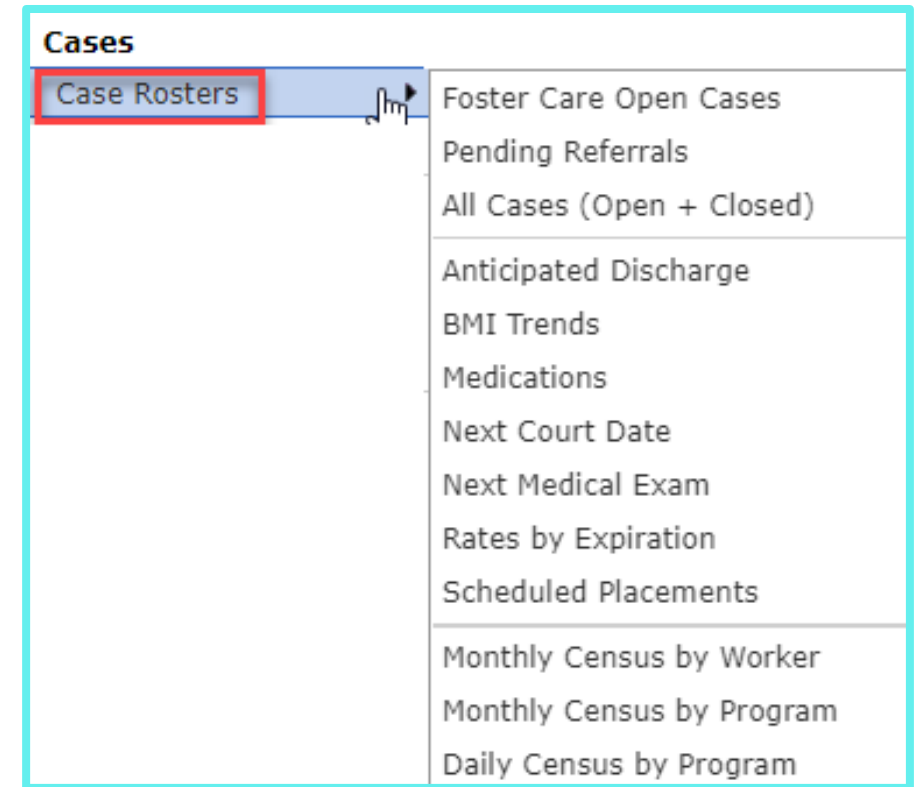 Cases
Case Rosters
Foster Care Open Cases
Pending Referrals
All Cases (Open + Closed)
Anticipated Discharge
BMI Trends
Medications
Next Court Date
Next Medical Exam
Rates by Expiration
Scheduled Placements
Monthly Census by Worker
Monthly Census by Program
Daily Census by Program